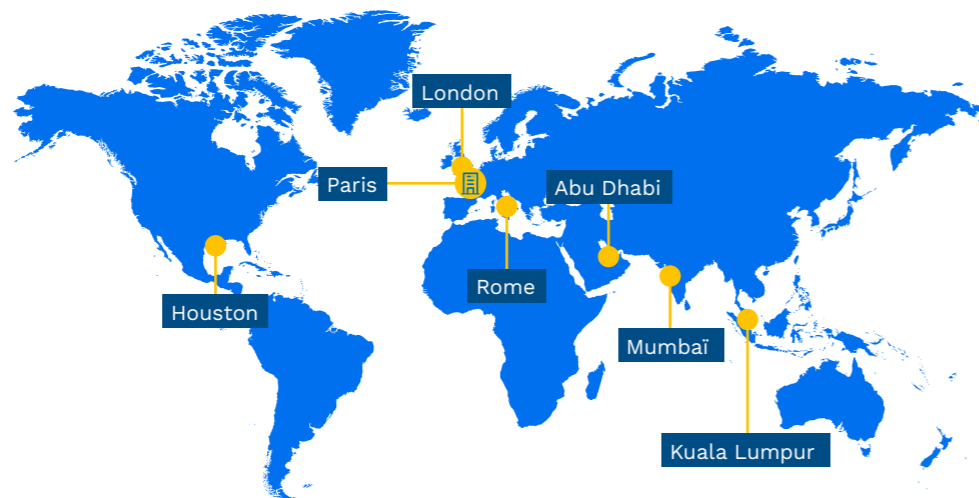 London
Paris
Abu Dhabi
Rome
Houston
Mumbaï
Kuala Lumpur